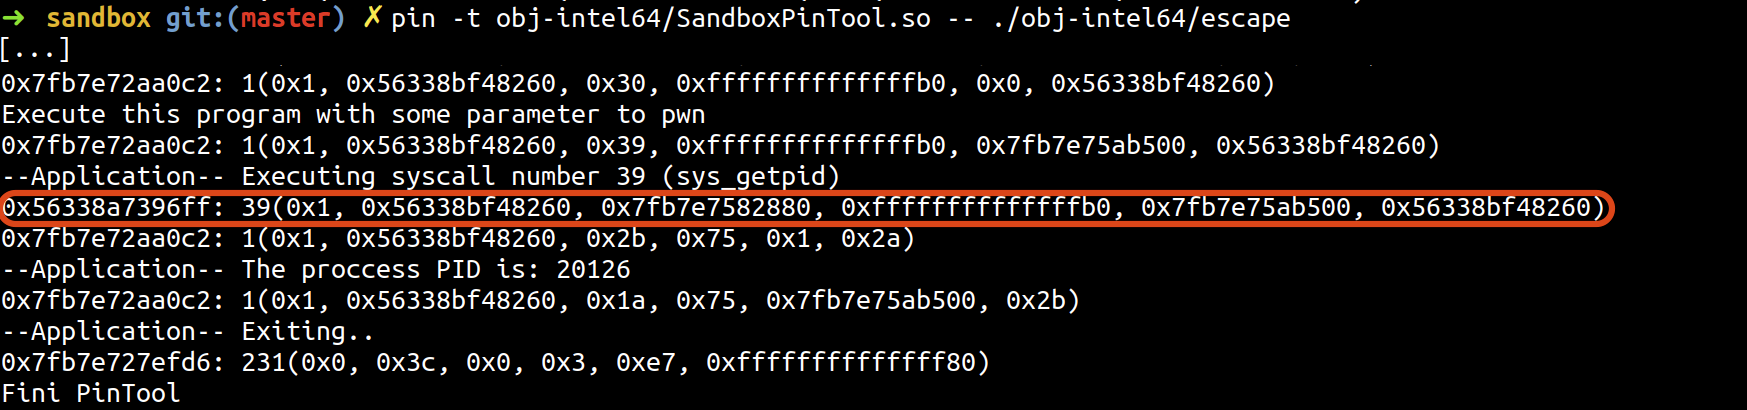 ➜ sandbox git:(master) ✗ pin -t obj-intel64/SandboxPinTool.so -- ./obj-intel64/escape
[...]
0x7fb7e72aa0c2: 1(0x1, 0x56338bf48260, 0x30, 0xffffffffffffffb0, 0x0, 0x56338bf48260)
Execute this program with some parameter to pwn
0x7fb7e72aa0c2: 1(0x1, 0x56338bf48260, 0x39, 0xffffffffffffffb0, 0x7fb7e75ab500, 0x56338bf48260)
--Application-- Executing syscall number 39 (sys_getpid)
0x56338a7396ff: 39(0x1, 0x56338bf48260, 0x7fb7e7582880, 0xffffffffffffffb0, 0x7fb7e75ab500, 0x56338bf48260)
0x7fb7e72aa0c2: 1(0x1, 0x56338bf48260, 0x2b, 0x75, 0x1, 0x2a)
--Application-- The proccess PID is: 20126
0x7fb7e72aa0c2: 1(0x1, 0x56338bf48260, 0x1a, 0x75, 0x7fb7e75ab500, 0x2b)
--Application-- Exiting..
0x7fb7e727efd6: 231(0x0, 0x3c, 0x0, 0x3, 0xe7, 0xffffffffffffff80)
Fini PinTool